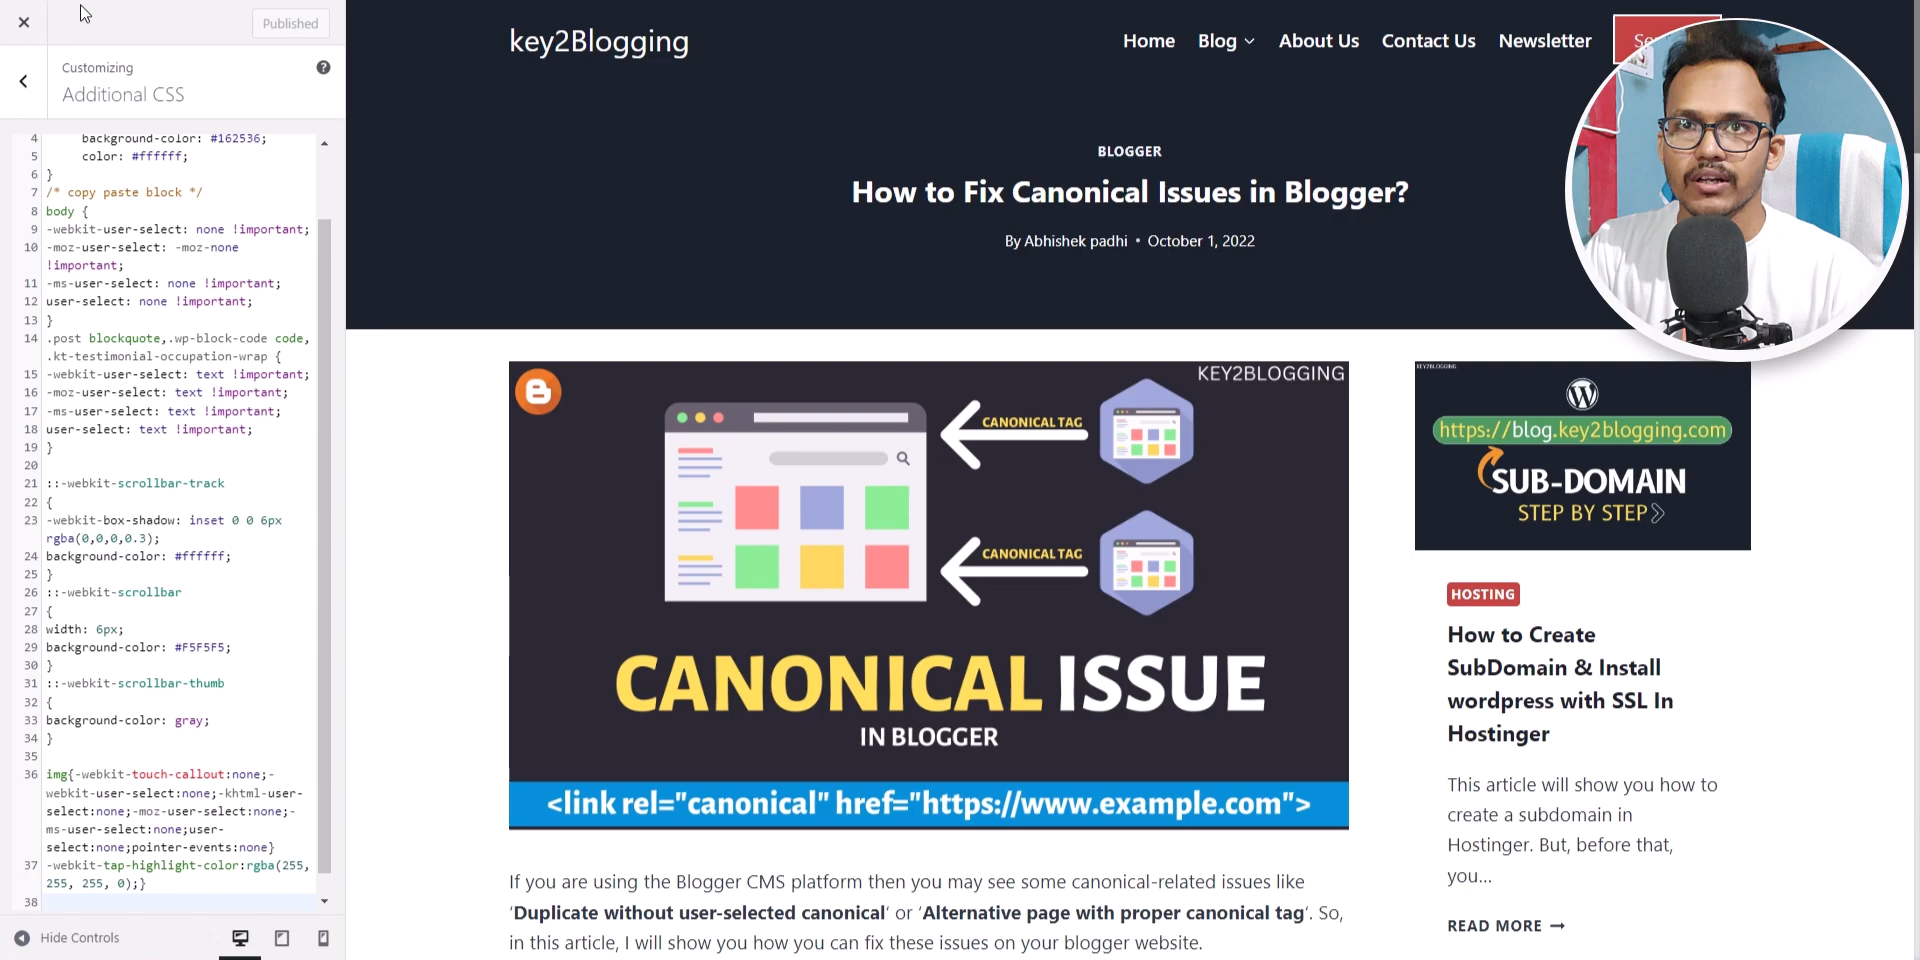 Published
Customizing
Additional CSS
4 background-color: #162536;
5 color: #ffffff;
6 }
7 /* copy paste block */
8 body {
9 -webkit-user-select: none !important;
10 -moz-user-select: -moz-none
!important;
11 -ms-user-select: none !important;
12 user-select: none !important;
13 }
14 .post blockquote,.wp-block-code code,
.kt-testimonial-occupation-wrap {
15 -webkit-user-select: text !important;
16 -moz-user-select: text !important;
17 -ms-user-select: text !important;
18 user-select: text !important;
19 }
20
21 ::-webkit-scrollbar-track
22 {
23 -webkit-box-shadow: inset 0 0 6px
rgba(0,0,0,0.3);
24 background-color: #ffffff;
25 }
26 ::-webkit-scrollbar
27 {
28 width: 6px;
29 background-color: #F5F5F5;
30 }
31 ::-webkit-scrollbar-thumb
32 {
33 background-color: gray;
34 }
35
36 img{-webkit-touch-callout:none;-
webkit-user-select:none;-khtml-user-
select:none;-moz-user-select:none;-
ms-user-select:none;user-
select:none;pointer-events:none}
37 -webkit-tap-highlight-color:rgba(255,
255, 255, 0);}
38
Hide Controls
key2Blogging
Home Blog About Us Contact Us Newsletter
BLOGGER
How to Fix Canonical Issues in Blogger?
By Abhishek padhi • October 1, 2022
KEY2BLOGGING
CANONICAL TAG
CANONICAL TAG
CANONICAL ISSUE
IN BLOGGER
<link rel="canonical" href="https://www.example.com">
If you are using the Blogger CMS platform then you may see some canonical-related issues like
‘Duplicate without user-selected canonical‘ or ‘Alternative page with proper canonical tag‘. So,
in this article, I will show you how you can fix these issues on your blogger website.
KEY2BLOGGING
https://blog.key2blogging.com
SUB-DOMAIN
STEP BY STEP
HOSTING
How to Create
SubDomain & Install
wordpress with SSL In
Hostinger
This article will show you how to
create a subdomain in
Hostinger. But, before that,
you...
READ MORE